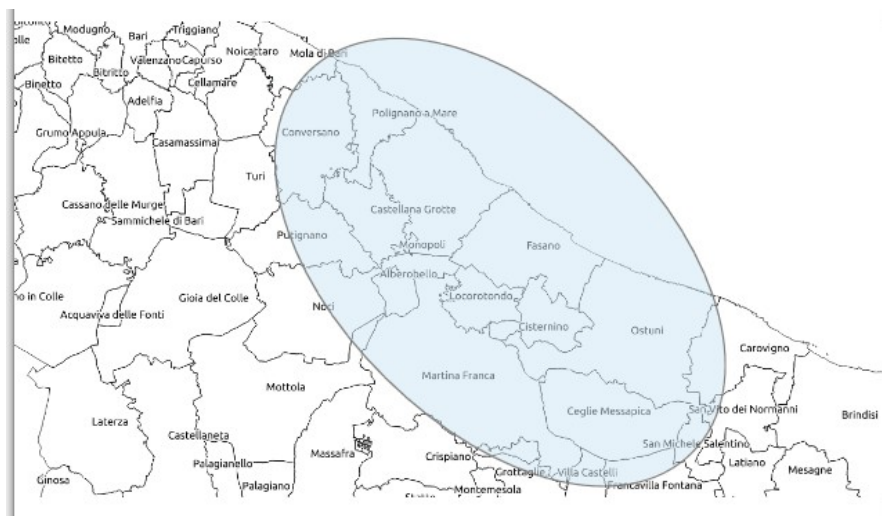 Modugno
Triggiano
Bari
Bitetto
Valenzano
Capurso
Noicattaro
Mola di Bari
Bitritto
Binetto
Cellamare
Adelfia
Polignano a Mare
Grumo Appula
Casamassima
Conversano
Turi
Cassano delle Murge
Sammichele di Bari
Castellana Grotte
Putignano
Monopoli
Fasano
Alberobello
no in Colle
Gioia del Colle
Noci
Locorotondo
Acquaviva delle Fonti
Cisternino
Ostuni
Carovigno
Martina Franca
Mottola
Ceglie Messapica
San Vito dei Normanni
Brindisi
Laterza
Castellaneta
San Michele Salentino
Massafra
Crispiano
Palagianello
Grottaglie
Villa Castelli
Latiano
Mesagne
Ginosa
Palagiano
Montemesola
Francavilla Fontana